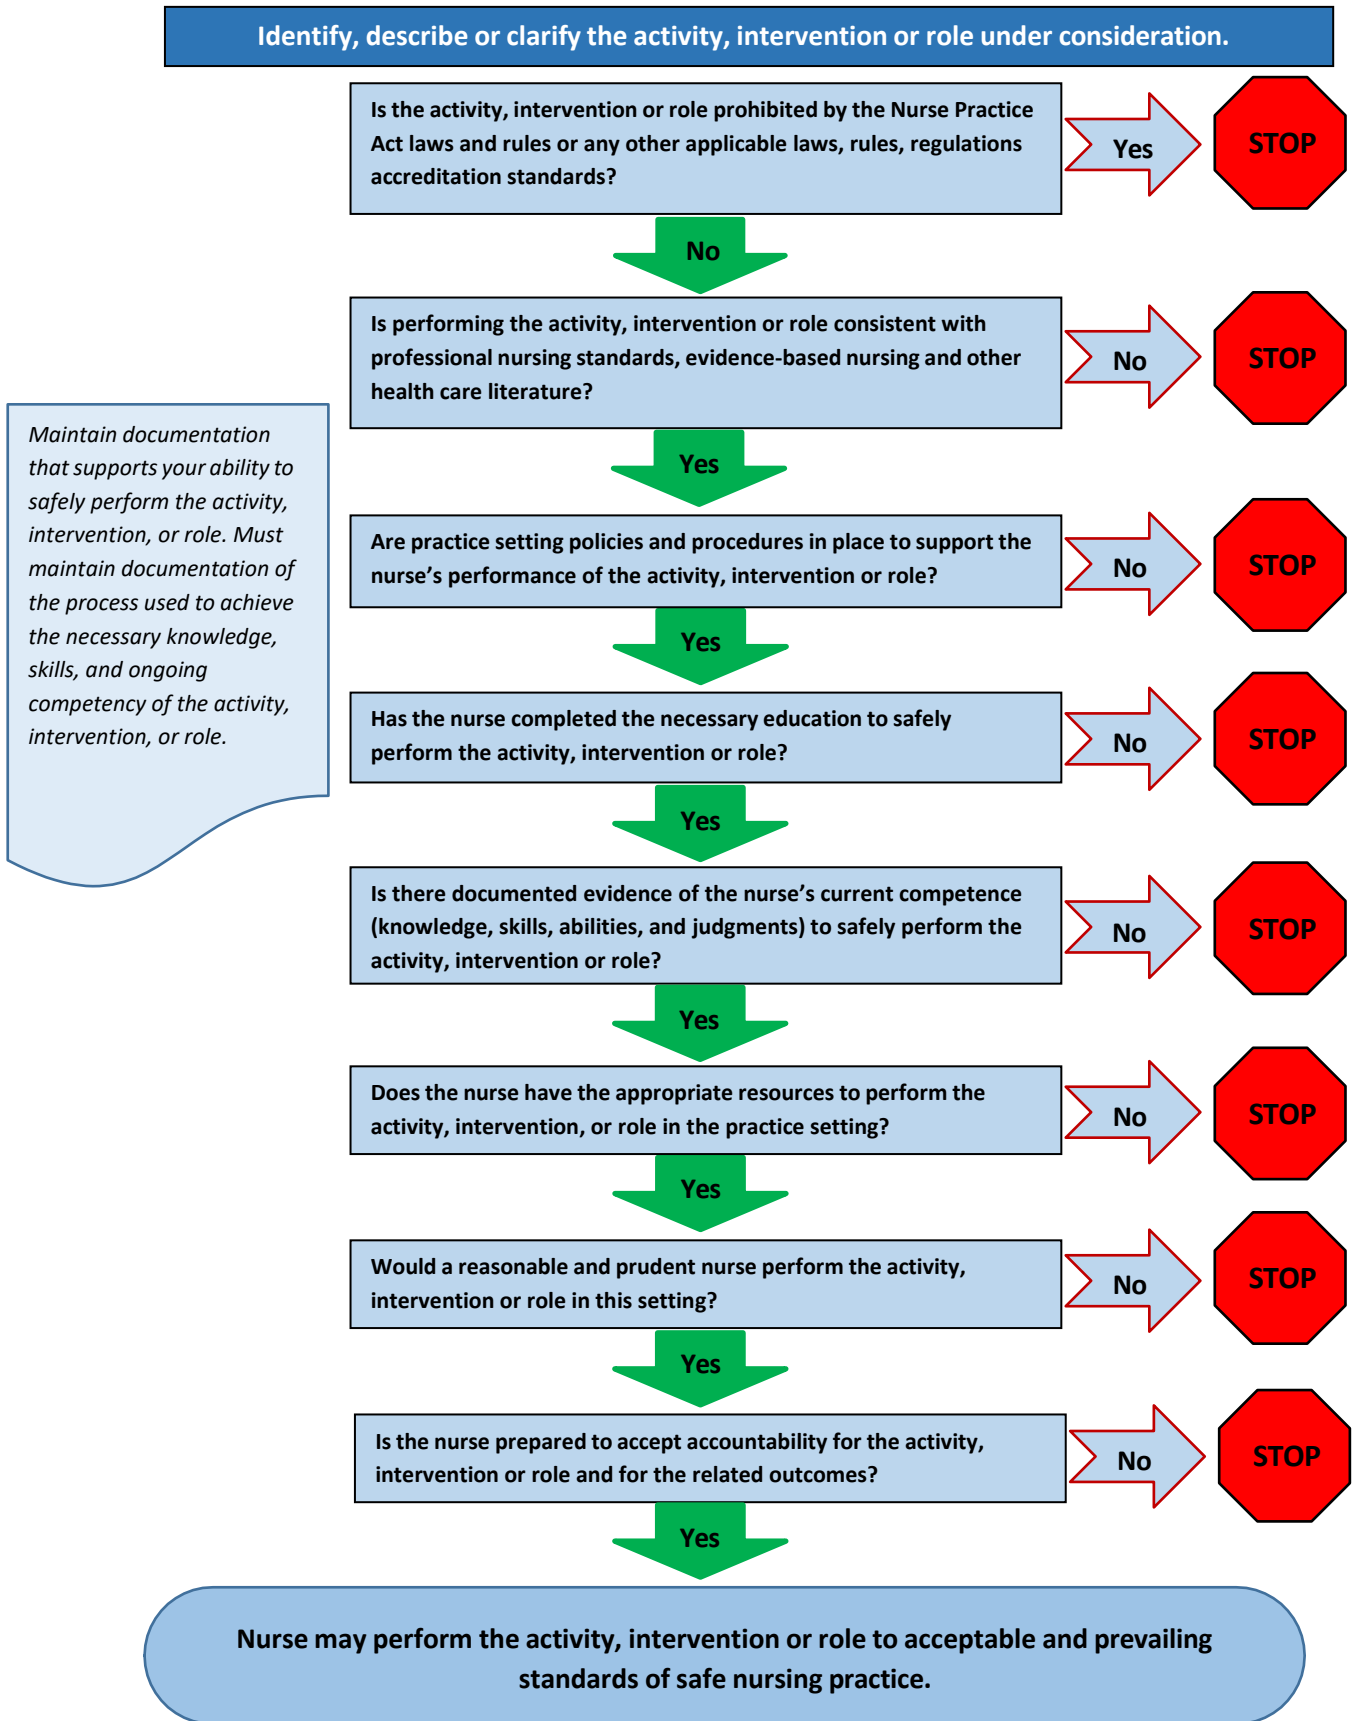 Identify, describe or clarify the activity, intervention or role under consideration.
Is the activity, intervention or role prohibited by the Nurse Practice
Act laws and rules or any other applicable laws, rules, regulations
accreditation standards?
Yes
STOP
No
Is performing the activity, intervention or role consistent with
professional nursing standards, evidence-based nursing and other
health care literature?
No
STOP
Maintain documentation
that supports your ability to
safely perform the activity,
intervention, or role. Must
maintain documentation of
the process used to achieve
the necessary knowledge,
skills, and ongoing
competency of the activity,
intervention, or role.
Yes
Are practice setting policies and procedures in place to support the
nurse's performance of the activity, intervention or role?
No
STOP
Yes
Has the nurse completed the necessary education to safely
perform the activity, intervention or role?
No
STOP
Yes
Is there documented evidence of the nurse's current competence
(knowledge, skills, abilities, and judgments) to safely perform the
activity, intervention or role?
No
STOP
Yes
Does the nurse have the appropriate resources to perform the
activity, intervention, or role in the practice setting?
No
STOP
Yes
Would a reasonable and prudent nurse perform the activity,
intervention or role in this setting?
No
STOP
Yes
Is the nurse prepared to accept accountability for the activity,
intervention or role and for the related outcomes?
No
STOP
Yes
Nurse may perform the activity, intervention or role to acceptable and prevailing
standards of safe nursing practice.